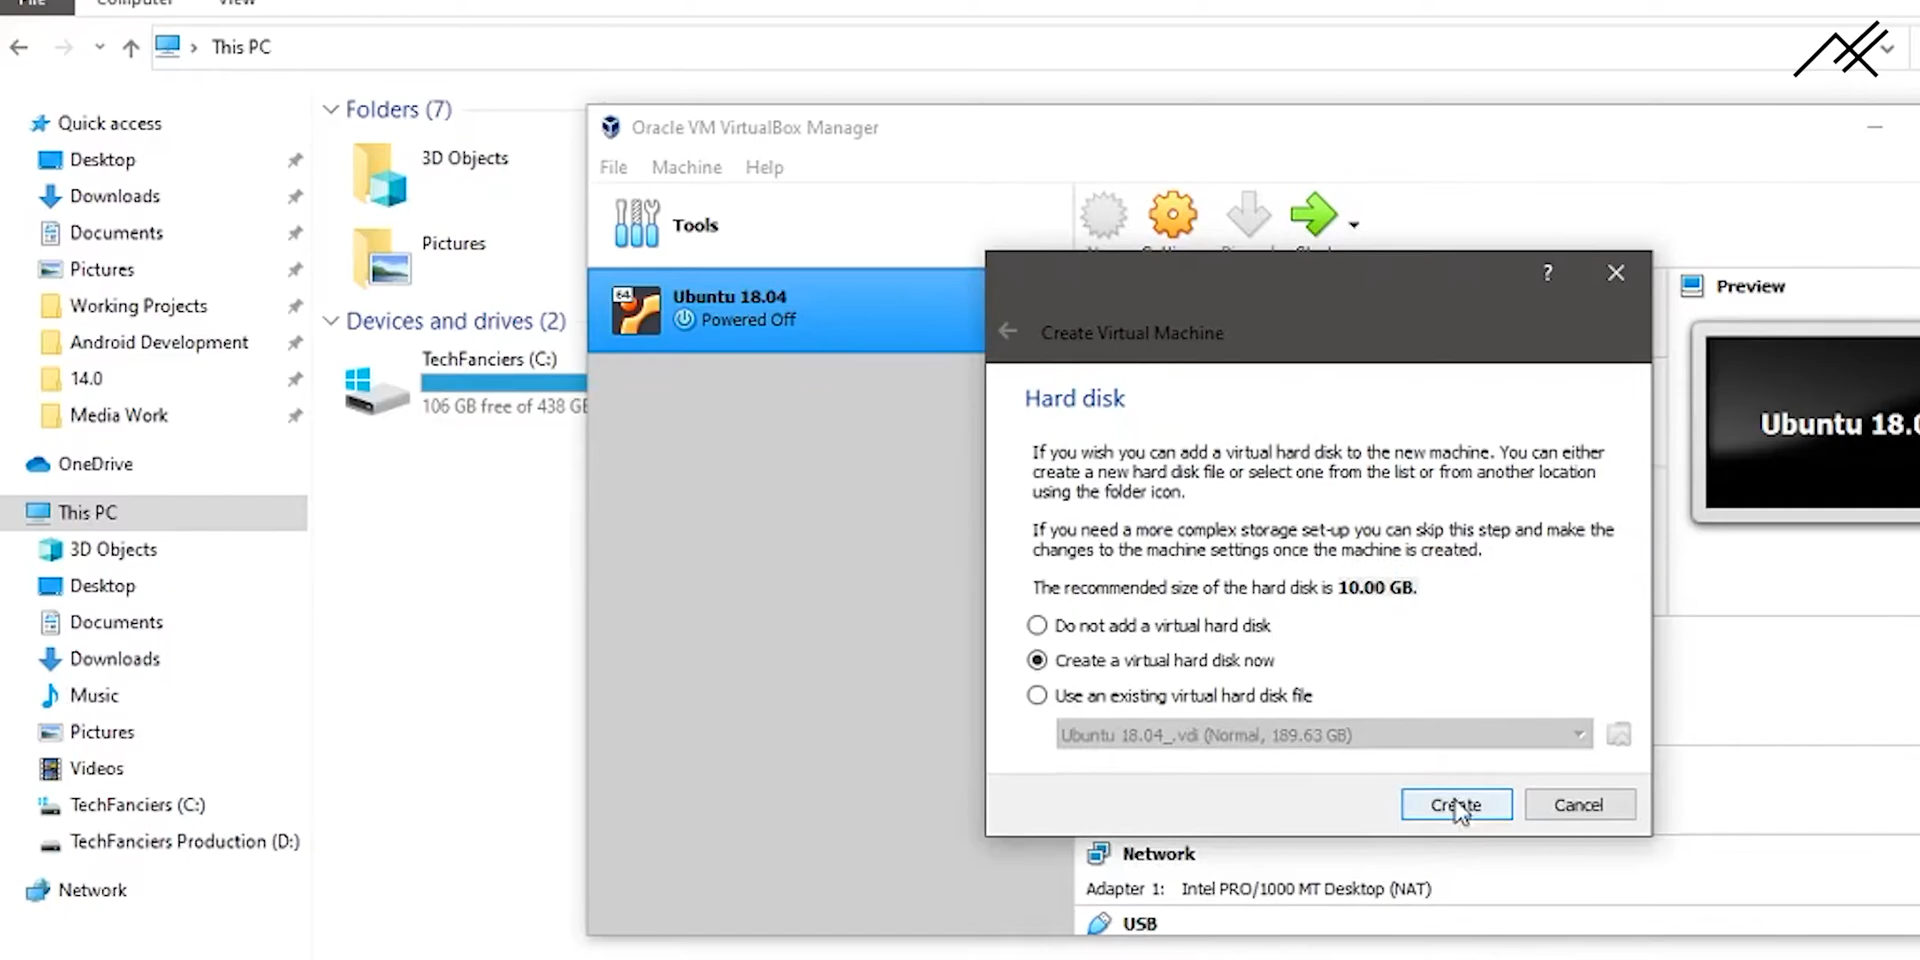 File
Computer
View
This PC
Quick access
Desktop
Downloads
Documents
Pictures
Working Projects
Android Development
14.0
Media Work
OneDrive
This PC
3D Objects
Desktop
Documents
Downloads
Music
Pictures
Videos
TechFanciers (C:)
TechFanciers Production (D:)
Network
Folders (7)
3D Objects
Pictures
Devices and drives (2)
TechFanciers (C:)
106 GB free of 438 GB
Oracle VM VirtualBox Manager
File Machine Help
Tools
64
Ubuntu 18.04
Powered Off
Preview
Ubuntu 18.0
?
Create Virtual Machine
Hard disk
If you wish you can add a virtual hard disk to the new machine. You can either
create a new hard disk file or select one from the list or from another location
using the folder icon.
If you need a more complex storage set-up you can skip this step and make the
changes to the machine settings once the machine is created.
The recommended size of the hard disk is 10.00 GB.
Do not add a virtual hard disk
Create a virtual hard disk now
Use an existing virtual hard disk file
Ubuntu 18.04_.vdi (Normal, 189.63 GB)
Create
Cancel
Network
Adapter 1: Intel PRO/1000 MT Desktop (NAT)
USB